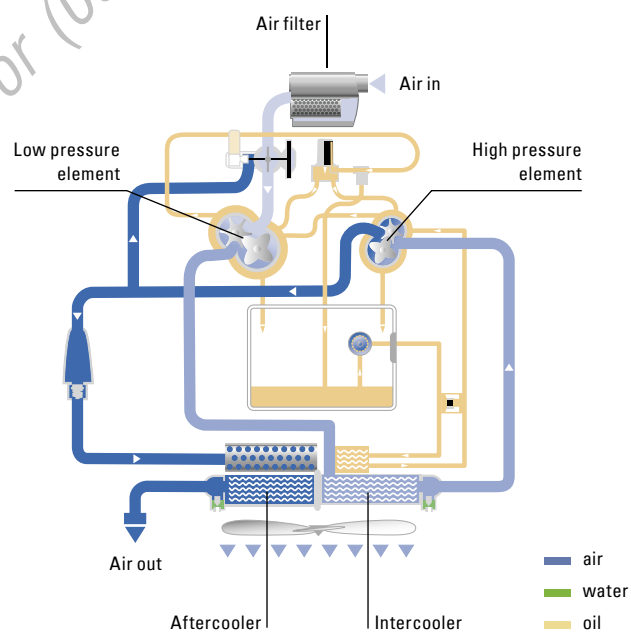 Air filter
Air in
Low pressure
element
High pressure
element
Air out
Aftercooler
Intercooler
air
water
oil